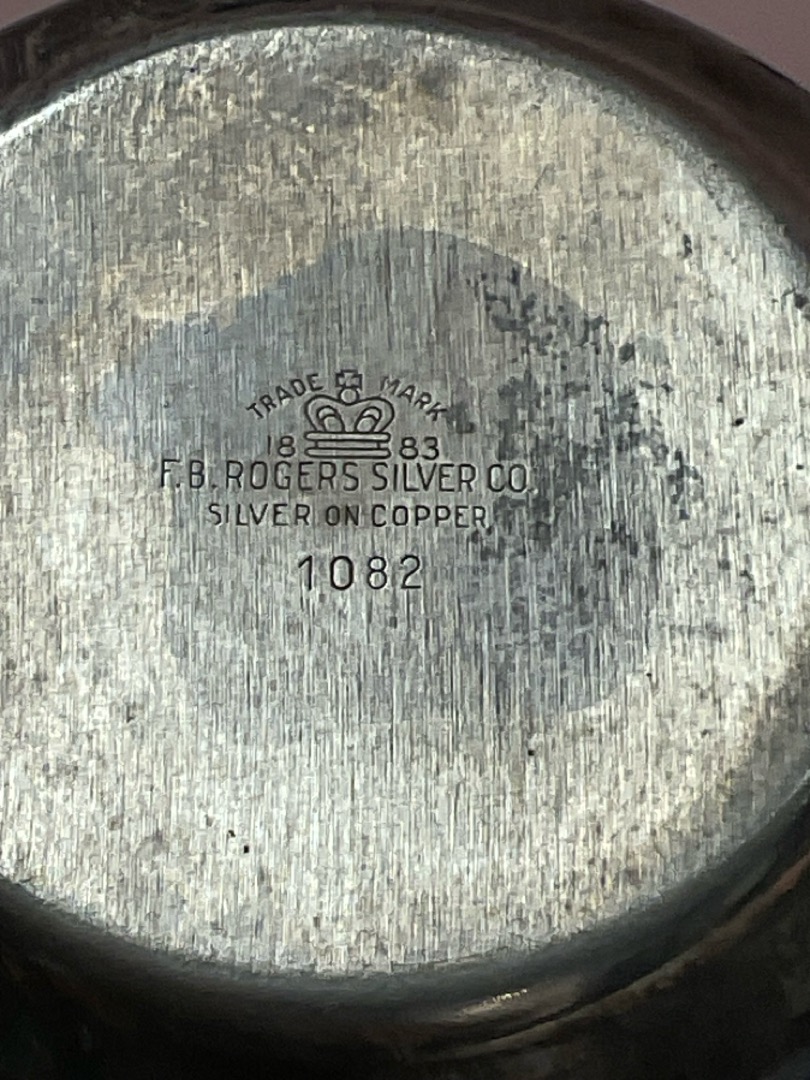 TRADE MARK
18 83
F.B. ROGERS SILVER CO.
SILVER ON COPPER
1082